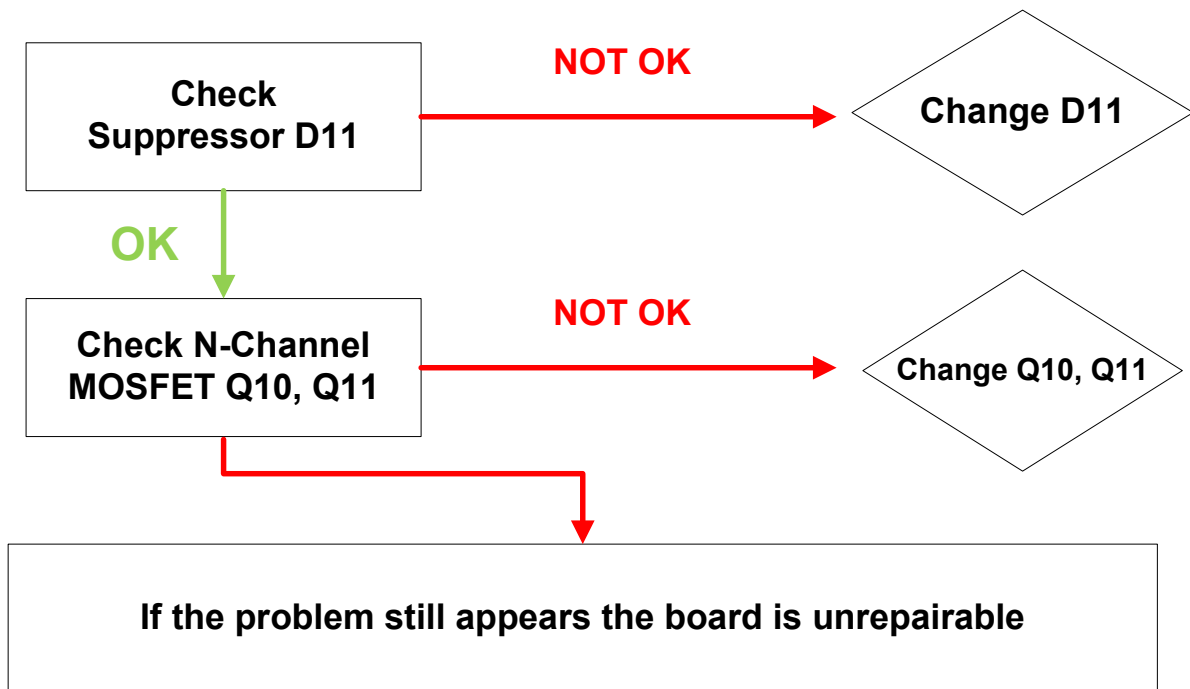 Check
Suppressor D11
NOT OK
Change D11
OK
Check N-Channel
MOSFET Q10, Q11
NOT OK
Change Q10, Q11
If the problem still appears the board is unrepairable